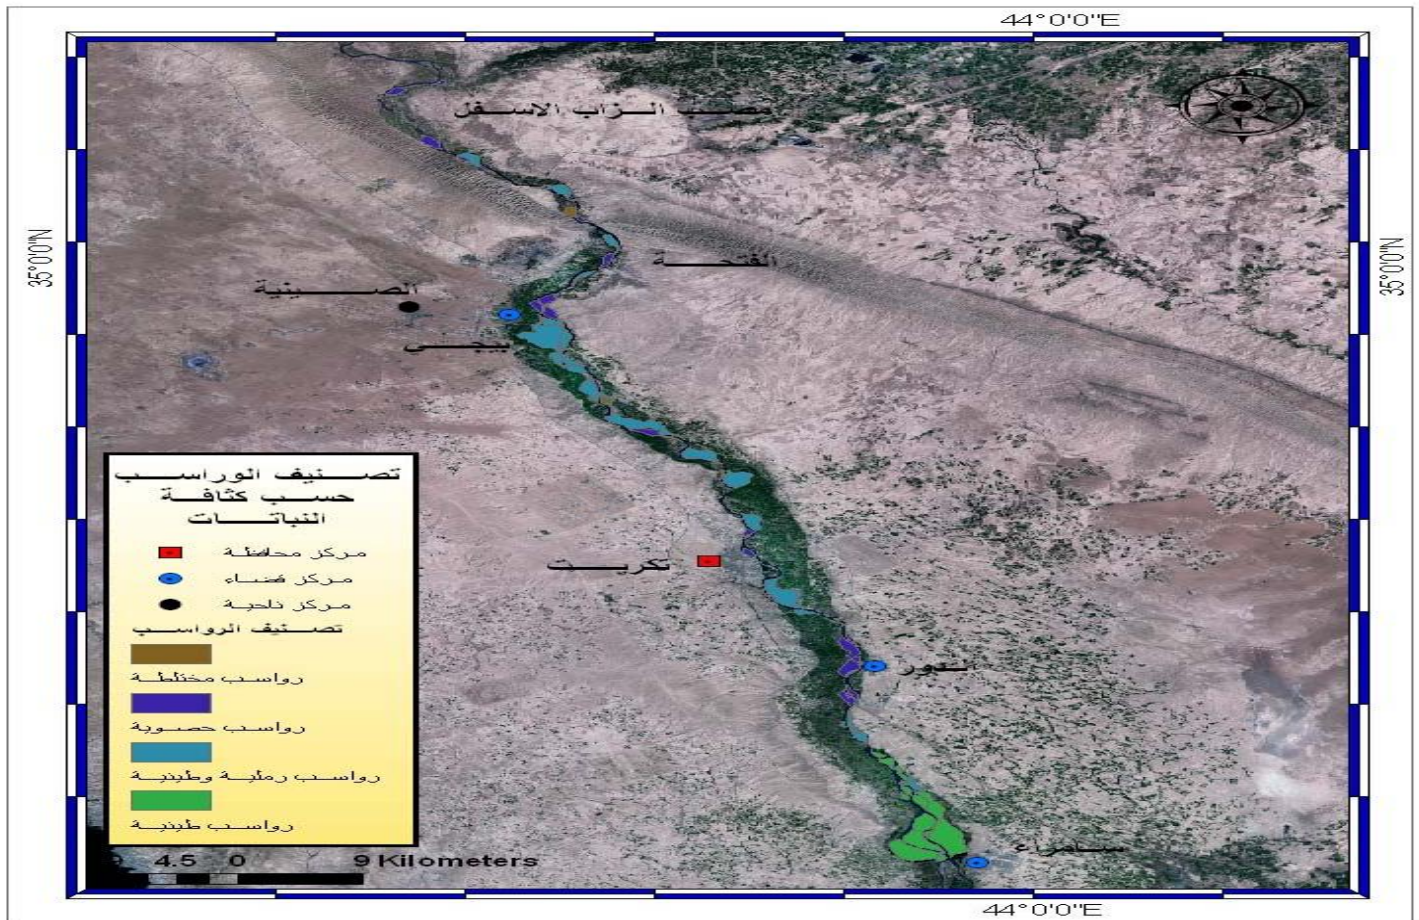 44°0'0"E
مصب الزاب الاسفل
35°0'0"N
35°0'0"N
الفتحة
الصينية
بيجي
تصنيف الوراسب
حسب كثافة
النباتات
مركز محافظة
مركز قضاء
مركز ناحية
تصنيف الرواسب
رواسب مختلطة
رواسب حصوية
رواسب رملية وطينية
رواسب طينية
تكريت
سامراء
4.5 0 9 Kilometers
44°0'0"E